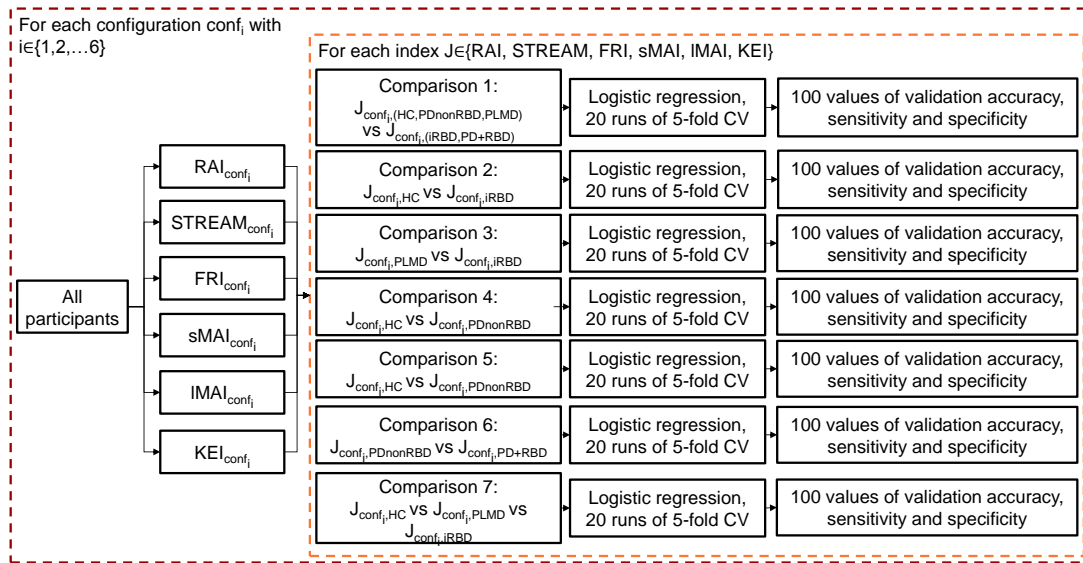 For each configuration conf_i with
i∈{1,2,…6}
For each index J∈{RAI, STREAM, FRI, sMAI, lMAI, KEI}
All
participants
RAI_conf_i
STREAM_conf_i
FRI_conf_i
sMAI_conf_i
lMAI_conf_i
KEI_conf_i
Comparison 1:
J_conf_i,(HC,PDnonRBD,PLMD)
vs J_conf_i,(iRBD,PD+RBD)
Logistic regression,
20 runs of 5-fold CV
100 values of validation accuracy,
sensitivity and specificity
Comparison 2:
J_conf_i,HC vs J_conf_i,iRBD
Logistic regression,
20 runs of 5-fold CV
100 values of validation accuracy,
sensitivity and specificity
Comparison 3:
J_conf_i,PLMD vs J_conf_i,iRBD
Logistic regression,
20 runs of 5-fold CV
100 values of validation accuracy,
sensitivity and specificity
Comparison 4:
J_conf_i,HC vs J_conf_i,PDnonRBD
Logistic regression,
20 runs of 5-fold CV
100 values of validation accuracy,
sensitivity and specificity
Comparison 5:
J_conf_i,HC vs J_conf_i,PDnonRBD
Logistic regression,
20 runs of 5-fold CV
100 values of validation accuracy,
sensitivity and specificity
Comparison 6:
J_conf_i,PDnonRBD vs J_conf_i,PD+RBD
Logistic regression,
20 runs of 5-fold CV
100 values of validation accuracy,
sensitivity and specificity
Comparison 7:
J_conf_i,HC vs J_conf_i,PLMD vs
J_conf_i,iRBD
Logistic regression,
20 runs of 5-fold CV
100 values of validation accuracy,
sensitivity and specificity